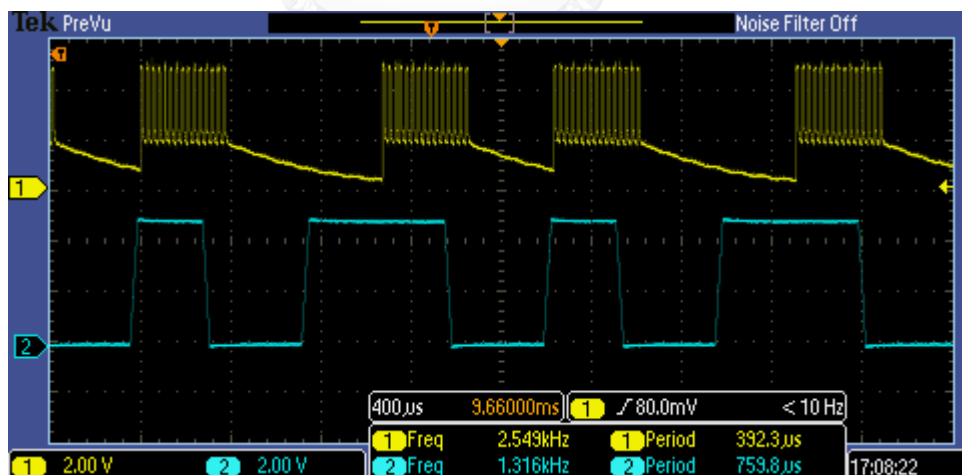 Tek PreVu Noise Filter Off
T
T
1
2
400µs 9.66000ms 1 80.0mV < 10 Hz
1 Freq 2.549kHz 1 Period 392.3µs
1 2.00 V 2 2.00 V 2 Freq 1.316kHz 2 Period 759.8µs 17:08:22